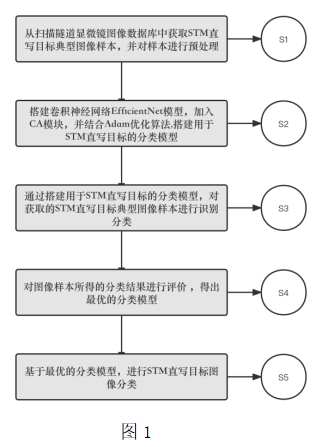 从扫描隧道显微镜图像数据库中获取STM直
写目标典型图像样本，并对样本进行预处理
S1
搭建卷积神经网络EfficientNet模型，加入
CA模块，并结合Adam优化算法,搭建用于
STM直写目标的分类模型
S2
通过搭建用于STM直写目标的分类模型，对
获取的STM直写目标典型图像样本进行识别
分类
S3
对图像样本所得的分类结果进行评价，得出
最优的分类模型
S4
基于最优的分类模型，进行STM直写目标图
像分类
S5
图 1